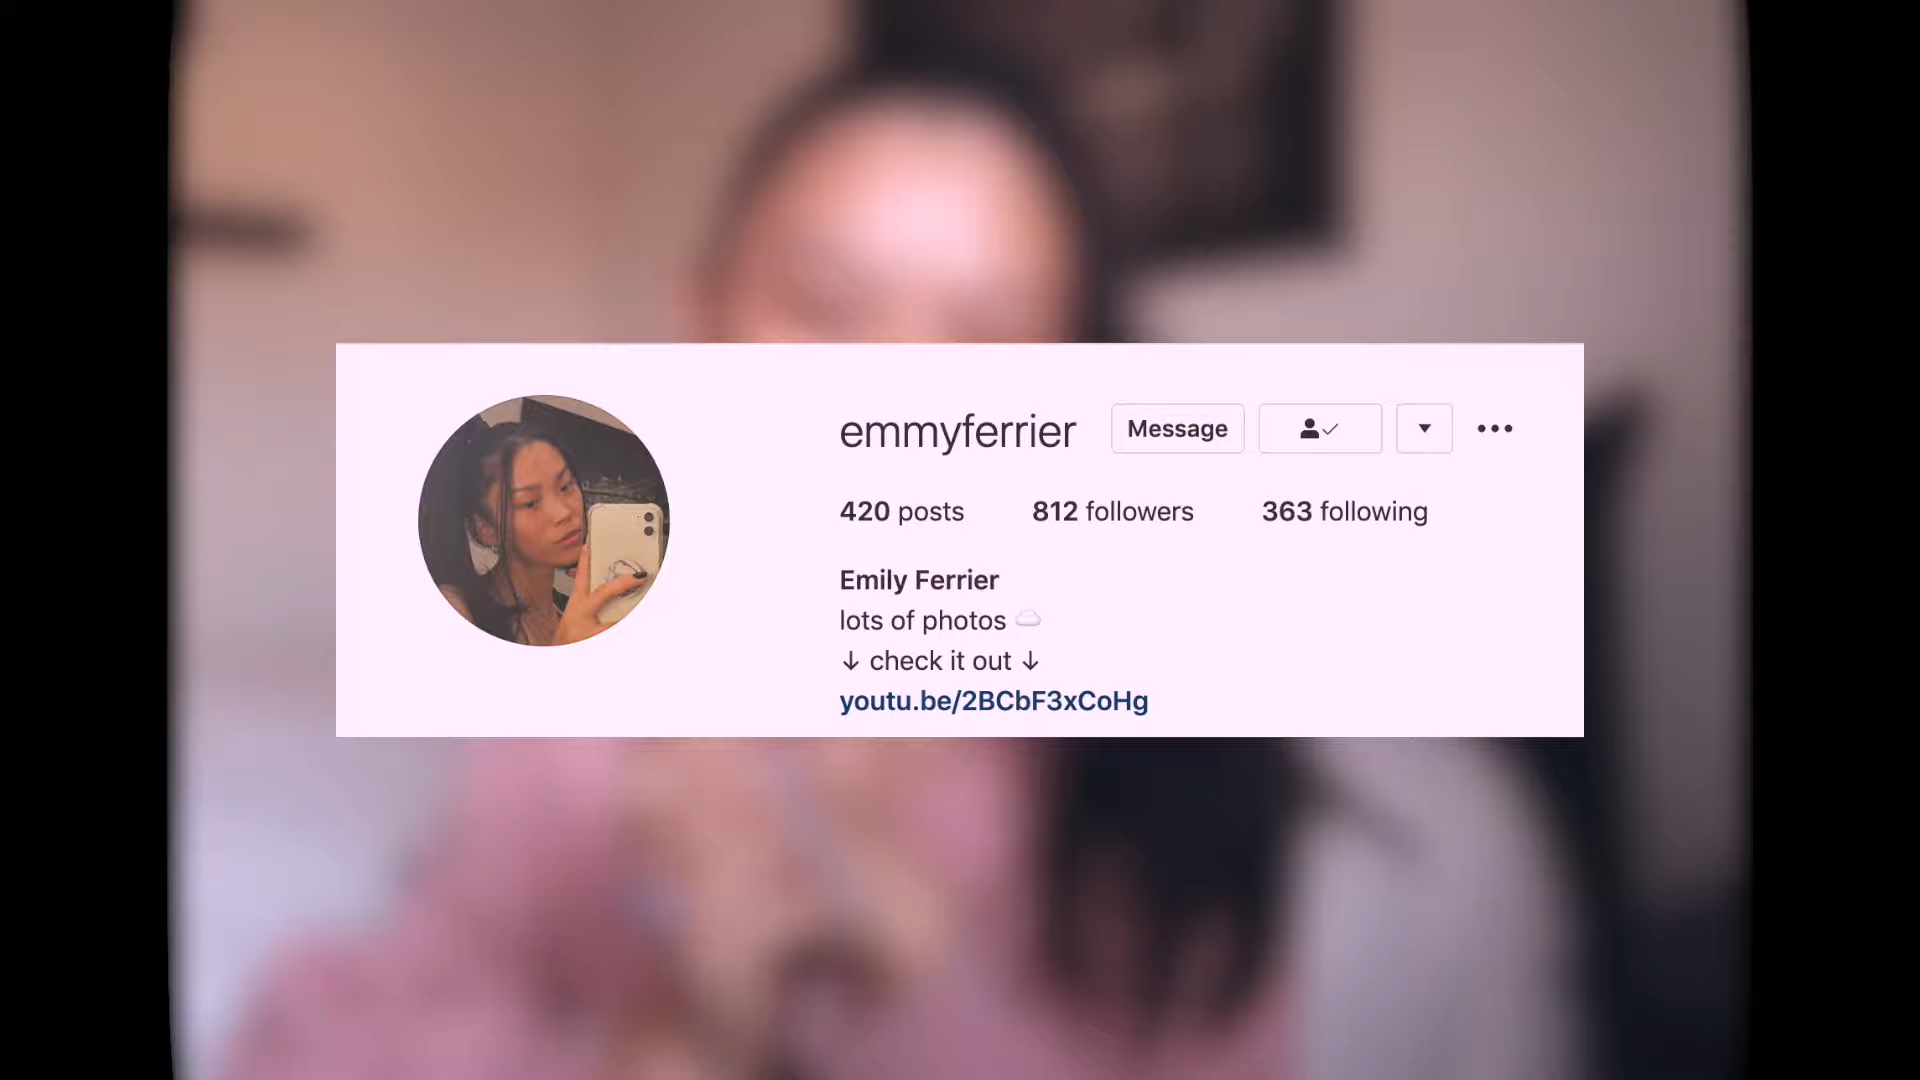 emmyferrier Message
420 posts 812 followers 363 following
Emily Ferrier
lots of photos ☁️
↓ check it out ↓
youtu.be/2BCbF3xCoHg